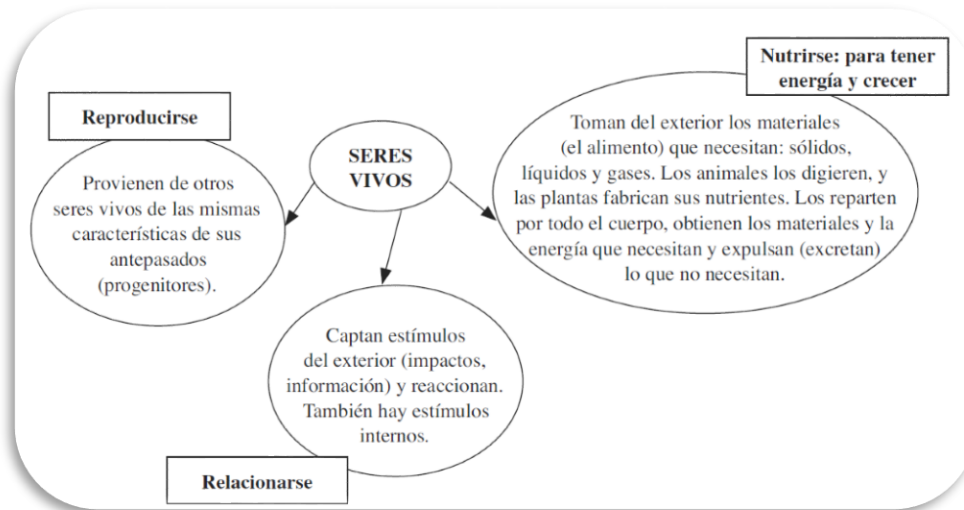 Reproducirse
Provienen de otros
seres vivos de las mismas
características de sus
antepasados
(progenitores).
SERES
VIVOS
Nutrirse: para tener
energía y crecer
Toman del exterior los materiales
(el alimento) que necesitan: sólidos,
líquidos y gases. Los animales los digieren, y
las plantas fabrican sus nutrientes. Los reparten
por todo el cuerpo, obtienen los materiales y la
energía que necesitan y expulsan (excretan)
lo que no necesitan.
Captan estímulos
del exterior (impactos,
información) y reaccionan.
También hay estímulos
internos.
Relacionarse